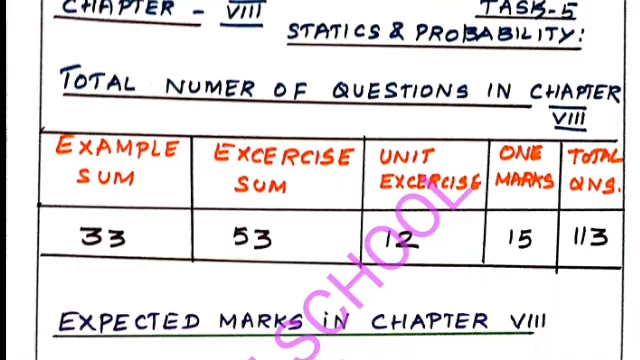 CHAPTER - VIII TASK-5
STATICS & PROBABILITY:
TOTAL NUMER OF QUESTIONS IN CHAPTER
VIII
EXAMPLE SUM EXCERCISE SUM UNIT EXCERCISE ONE MARKS TOTAL QNS.
33 53 12 15 113
EXPECTED MARKS IN CHAPTER VIII
SCHOOL